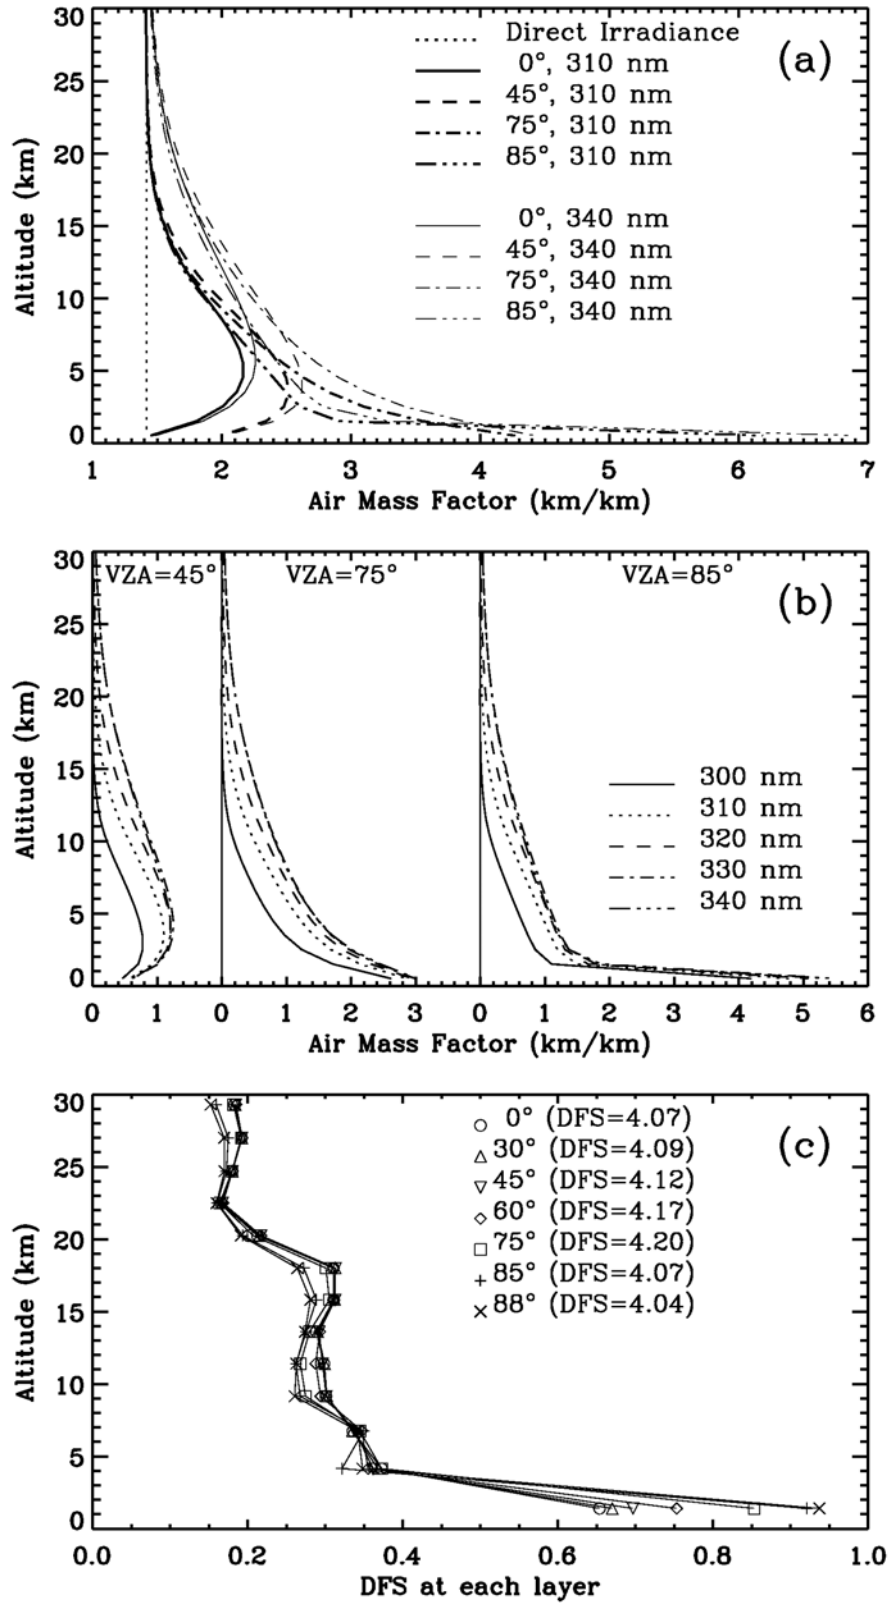 30
25
20
15
10
5
0
Altitude (km)
Direct Irradiance
0°, 310 nm
45°, 310 nm
75°, 310 nm
85°, 310 nm
0°, 340 nm
45°, 340 nm
75°, 340 nm
85°, 340 nm
(a)
1 2 3 4 5 6 7
Air Mass Factor (km/km)
30
25
20
15
10
5
0
Altitude (km)
VZA=45° VZA=75° VZA=85°
(b)
300 nm
310 nm
320 nm
330 nm
340 nm
0 1 0 1 2 3 0 1 2 3 4 5 6
Air Mass Factor (km/km)
30
25
20
15
10
5
0
Altitude (km)
0° (DFS=4.07)
30° (DFS=4.09)
45° (DFS=4.12)
60° (DFS=4.17)
75° (DFS=4.20)
85° (DFS=4.07)
88° (DFS=4.04)
(c)
0.0 0.2 0.4 0.6 0.8 1.0
DFS at each layer